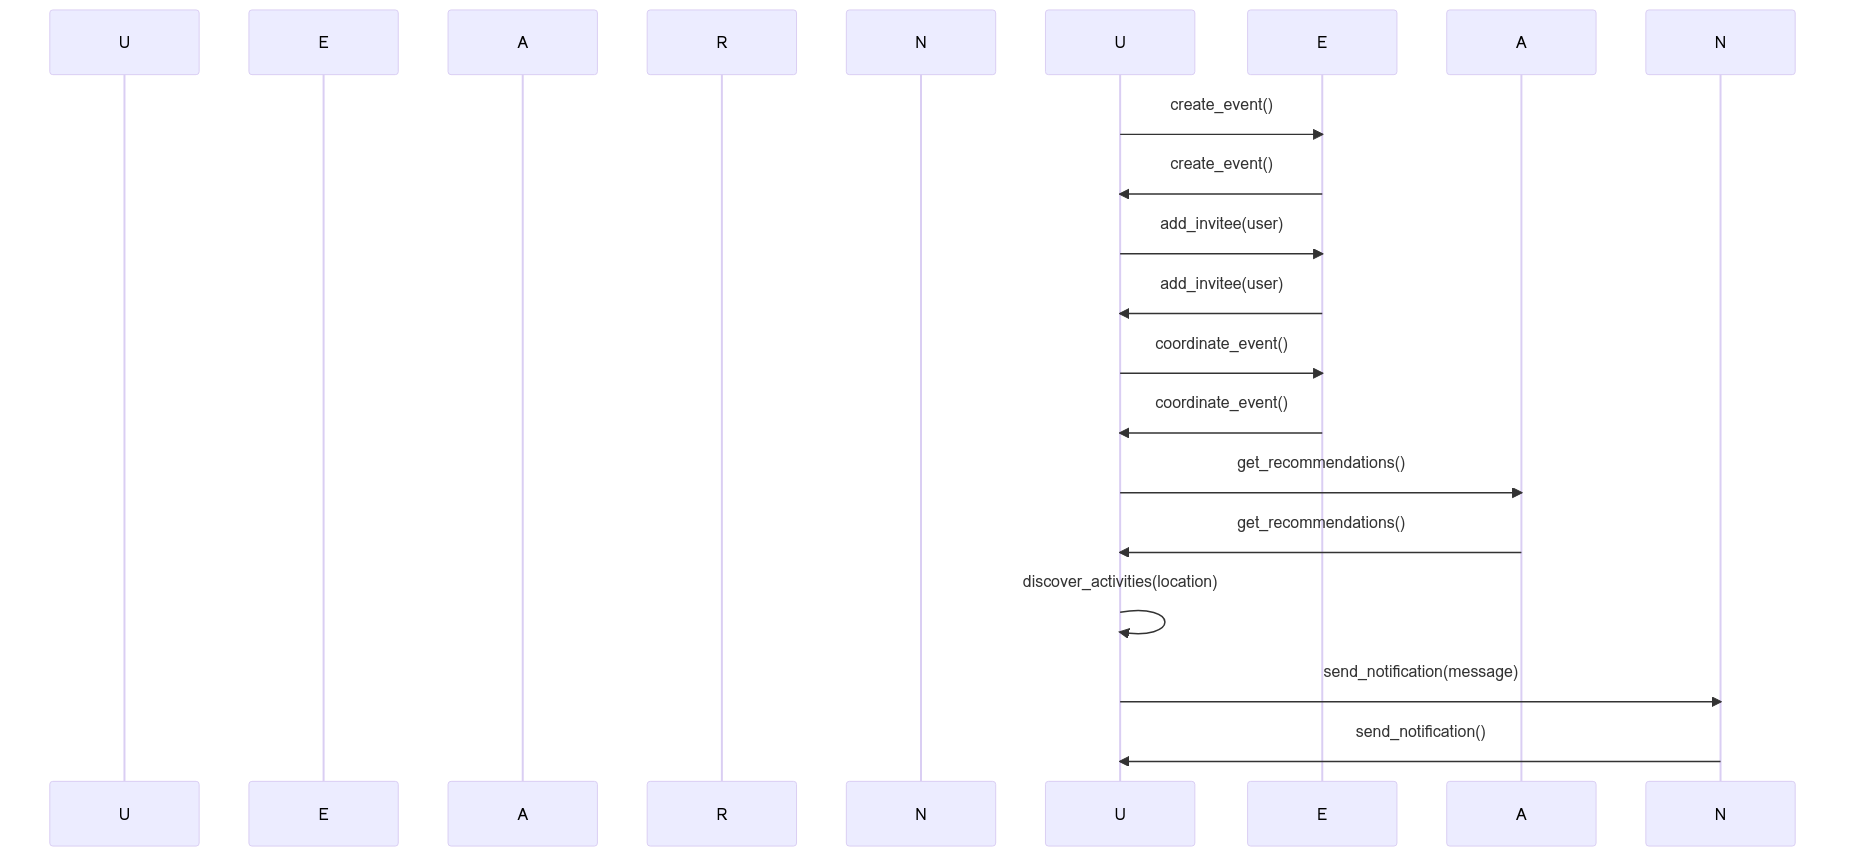 U E A R N U E A N
create_event()
create_event()
add_invitee(user)
add_invitee(user)
coordinate_event()
coordinate_event()
get_recommendations()
get_recommendations()
discover_activities(location)
send_notification(message)
send_notification()
U E A R N U E A N